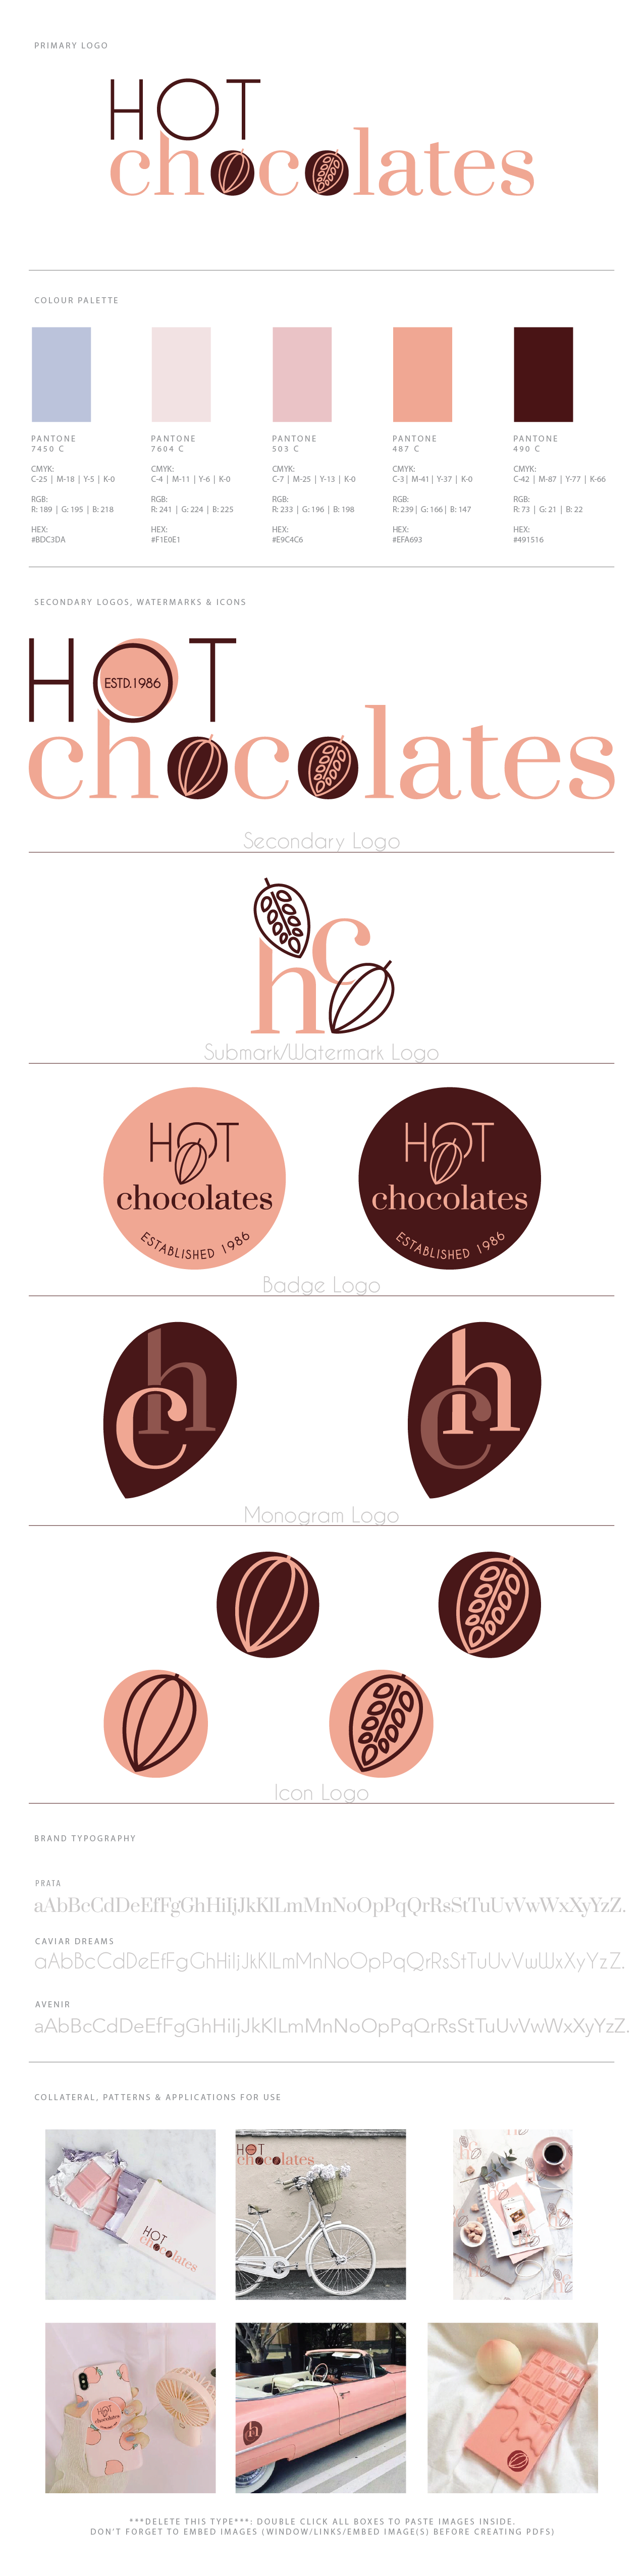 PRIMARY LOGO
HOT
chocolates
COLOUR PALETTE
PANTONE
7450 C
CMYK:
C-25 | M-18 | Y-5 | K-0
RGB:
R: 189 | G: 195 | B: 218
HEX:
#BDC3DA
PANTONE
7604 C
CMYK:
C-4 | M-11 | Y-6 | K-0
RGB:
R: 241 | G: 224 | B: 225
HEX:
#F1E0E1
PANTONE
503 C
CMYK:
C-7 | M-25 | Y-13 | K-0
RGB:
R: 233 | G: 196 | B: 198
HEX:
#E9C4C6
PANTONE
487 C
CMYK:
C-3 | M-41 | Y-37 | K-0
RGB:
R: 239 | G: 166 | B: 147
HEX:
#EFA693
PANTONE
490 C
CMYK:
C-42 | M-87 | Y-77 | K-66
RGB:
R: 73 | G: 21 | B: 22
HEX:
#491516
SECONDARY LOGOS, WATERMARKS & ICONS
HOT
ESTD.1986
chocolates
Secondary Logo
hc
Submark/Watermark Logo
HOT
chocolates
ESTABLISHED 1986
HOT
chocolates
ESTABLISHED 1986
Badge Logo
hc
hc
Monogram Logo
Icon Logo
BRAND TYPOGRAPHY
PRATA
aAbBcCdDeEfFgGhHiIjJkKlLmMnNoOpPqQrRsStTuUvVwWxXyYzZ.
CAVIAR DREAMS
aAbBcCdDeEfFgGhHiIjJkKlLmMnNoOpPqQrRsStTuUvVwWxXyYzZ.
AVENIR
aAbBcCdDeEfFgGhHiIjJkKlLmMnNoOpPqQrRsStTuUvVwWxXyYzZ.
COLLATERAL, PATTERNS & APPLICATIONS FOR USE
HOT
chocolates
HOT
chocolates
HOT
chocolates
***DELETE THIS TYPE***: DOUBLE CLICK ALL BOXES TO PASTE IMAGES INSIDE.
DON'T FORGET TO EMBED IMAGES (WINDOW/LINKS/EMBED IMAGE(S) BEFORE CREATING PDFS)